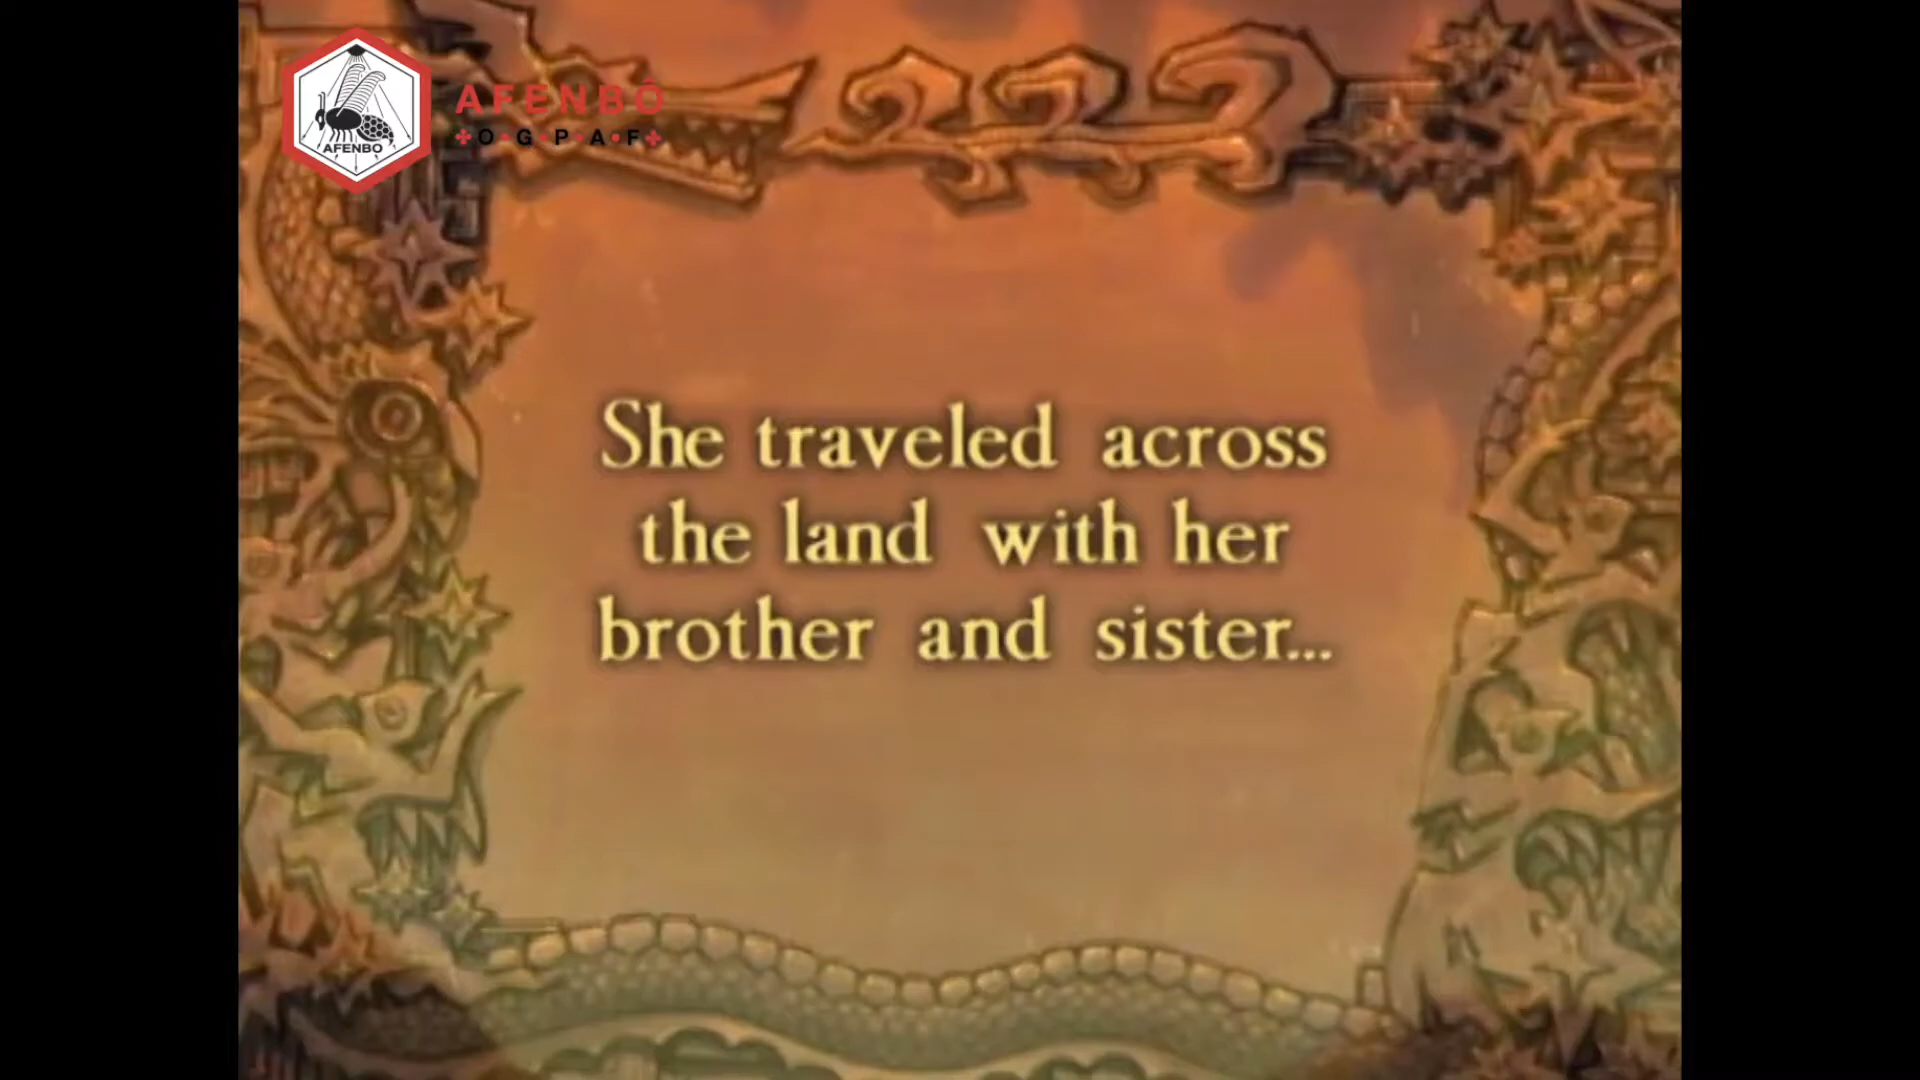 AFENBO
AFENBÔ
O G P A F
She traveled across
the land with her
brother and sister...